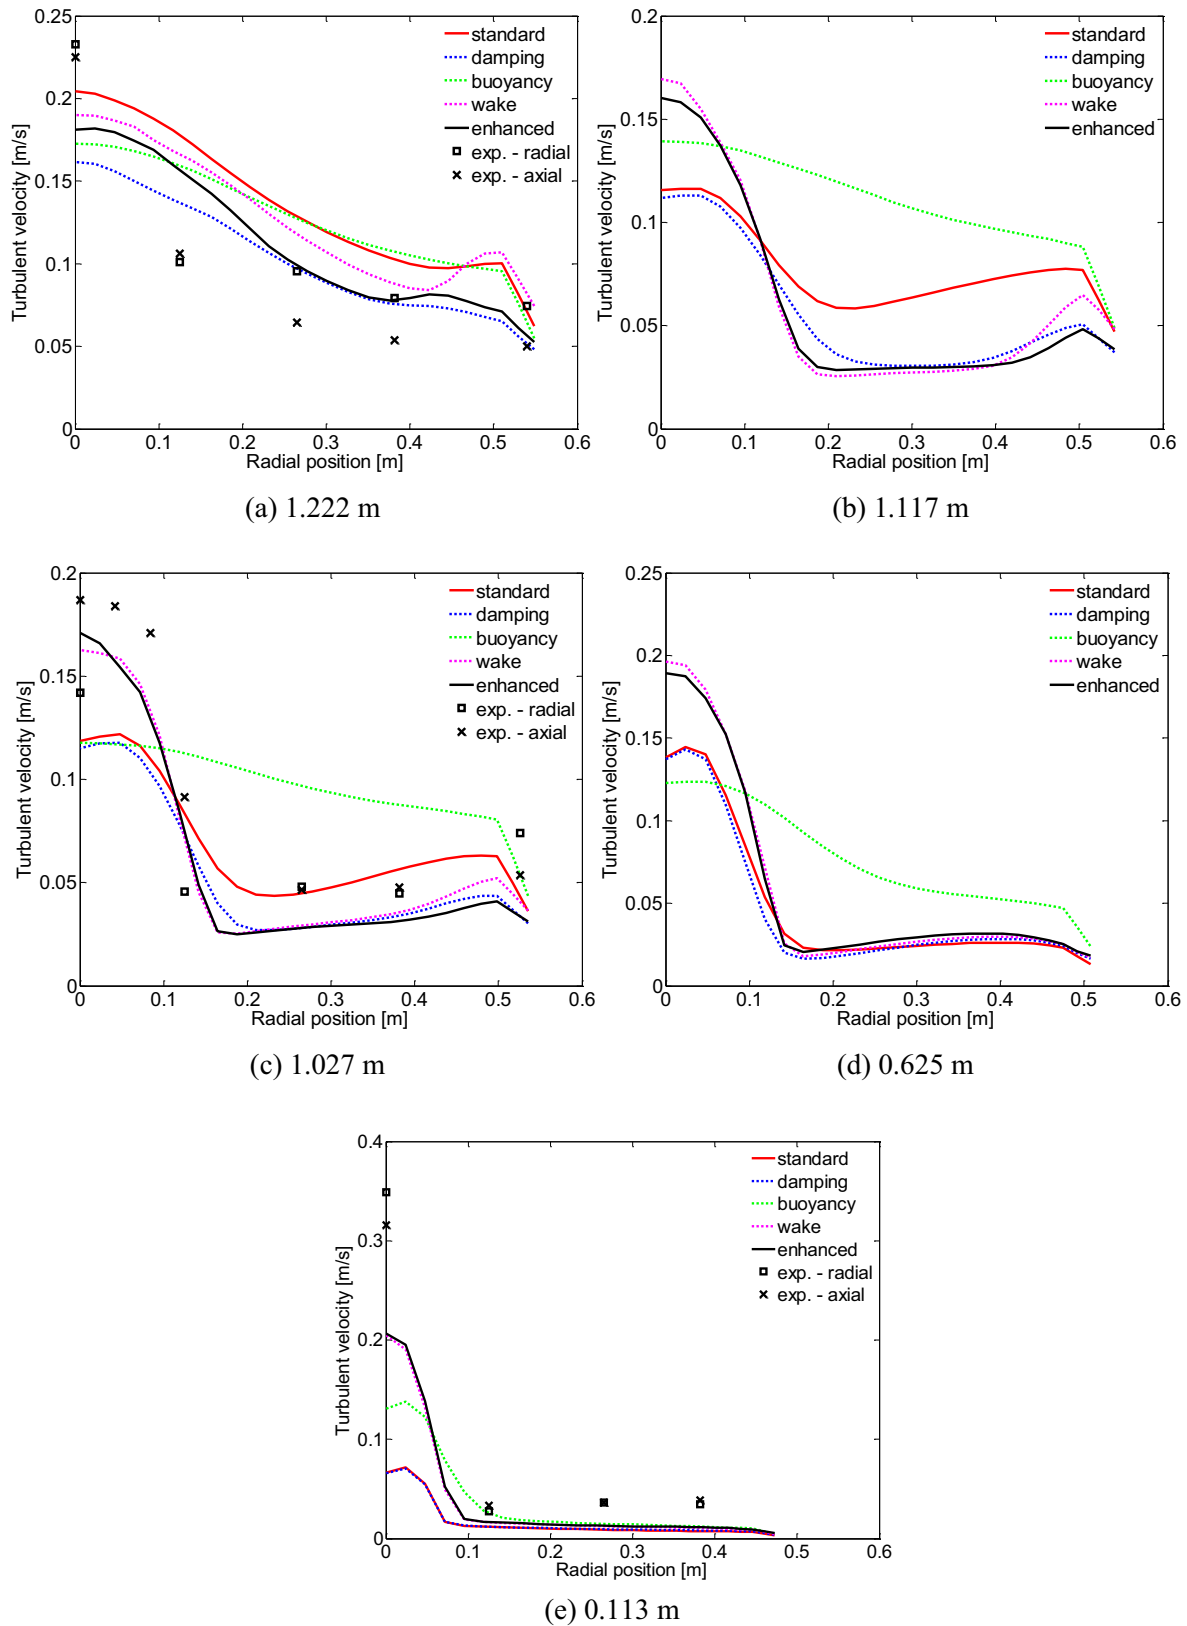 0.25
0.2
0.15
0.1
0.05
0
0 0.1 0.2 0.3 0.4 0.5 0.6
Turbulent velocity [m/s]
Radial position [m]
standard
damping
buoyancy
wake
enhanced
exp. - radial
exp. - axial
(a) 1.222 m
0.2
0.15
0.1
0.05
0
0 0.1 0.2 0.3 0.4 0.5 0.6
Turbulent velocity [m/s]
Radial position [m]
standard
damping
buoyancy
wake
enhanced
(b) 1.117 m
0.2
0.15
0.1
0.05
0
0 0.1 0.2 0.3 0.4 0.5 0.6
Turbulent velocity [m/s]
Radial position [m]
standard
damping
buoyancy
wake
enhanced
exp. - radial
exp. - axial
(c) 1.027 m
0.25
0.2
0.15
0.1
0.05
0
0 0.1 0.2 0.3 0.4 0.5 0.6
Turbulent velocity [m/s]
Radial position [m]
standard
damping
buoyancy
wake
enhanced
(d) 0.625 m
0.4
0.3
0.2
0.1
0
0 0.1 0.2 0.3 0.4 0.5 0.6
Turbulent velocity [m/s]
Radial position [m]
standard
damping
buoyancy
wake
enhanced
exp. - radial
exp. - axial
(e) 0.113 m